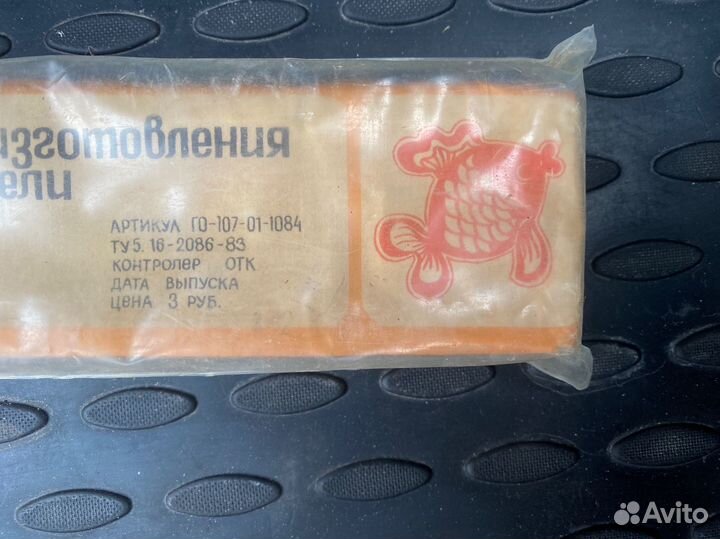 изготовления
ели
АРТИКУЛ ГО-107-01-1084
ТУ5.16-2086-83
КОНТРОЛЕР ОТК
ДАТА ВЫПУСКА
ЦЕНА 3 РУБ.
Avito